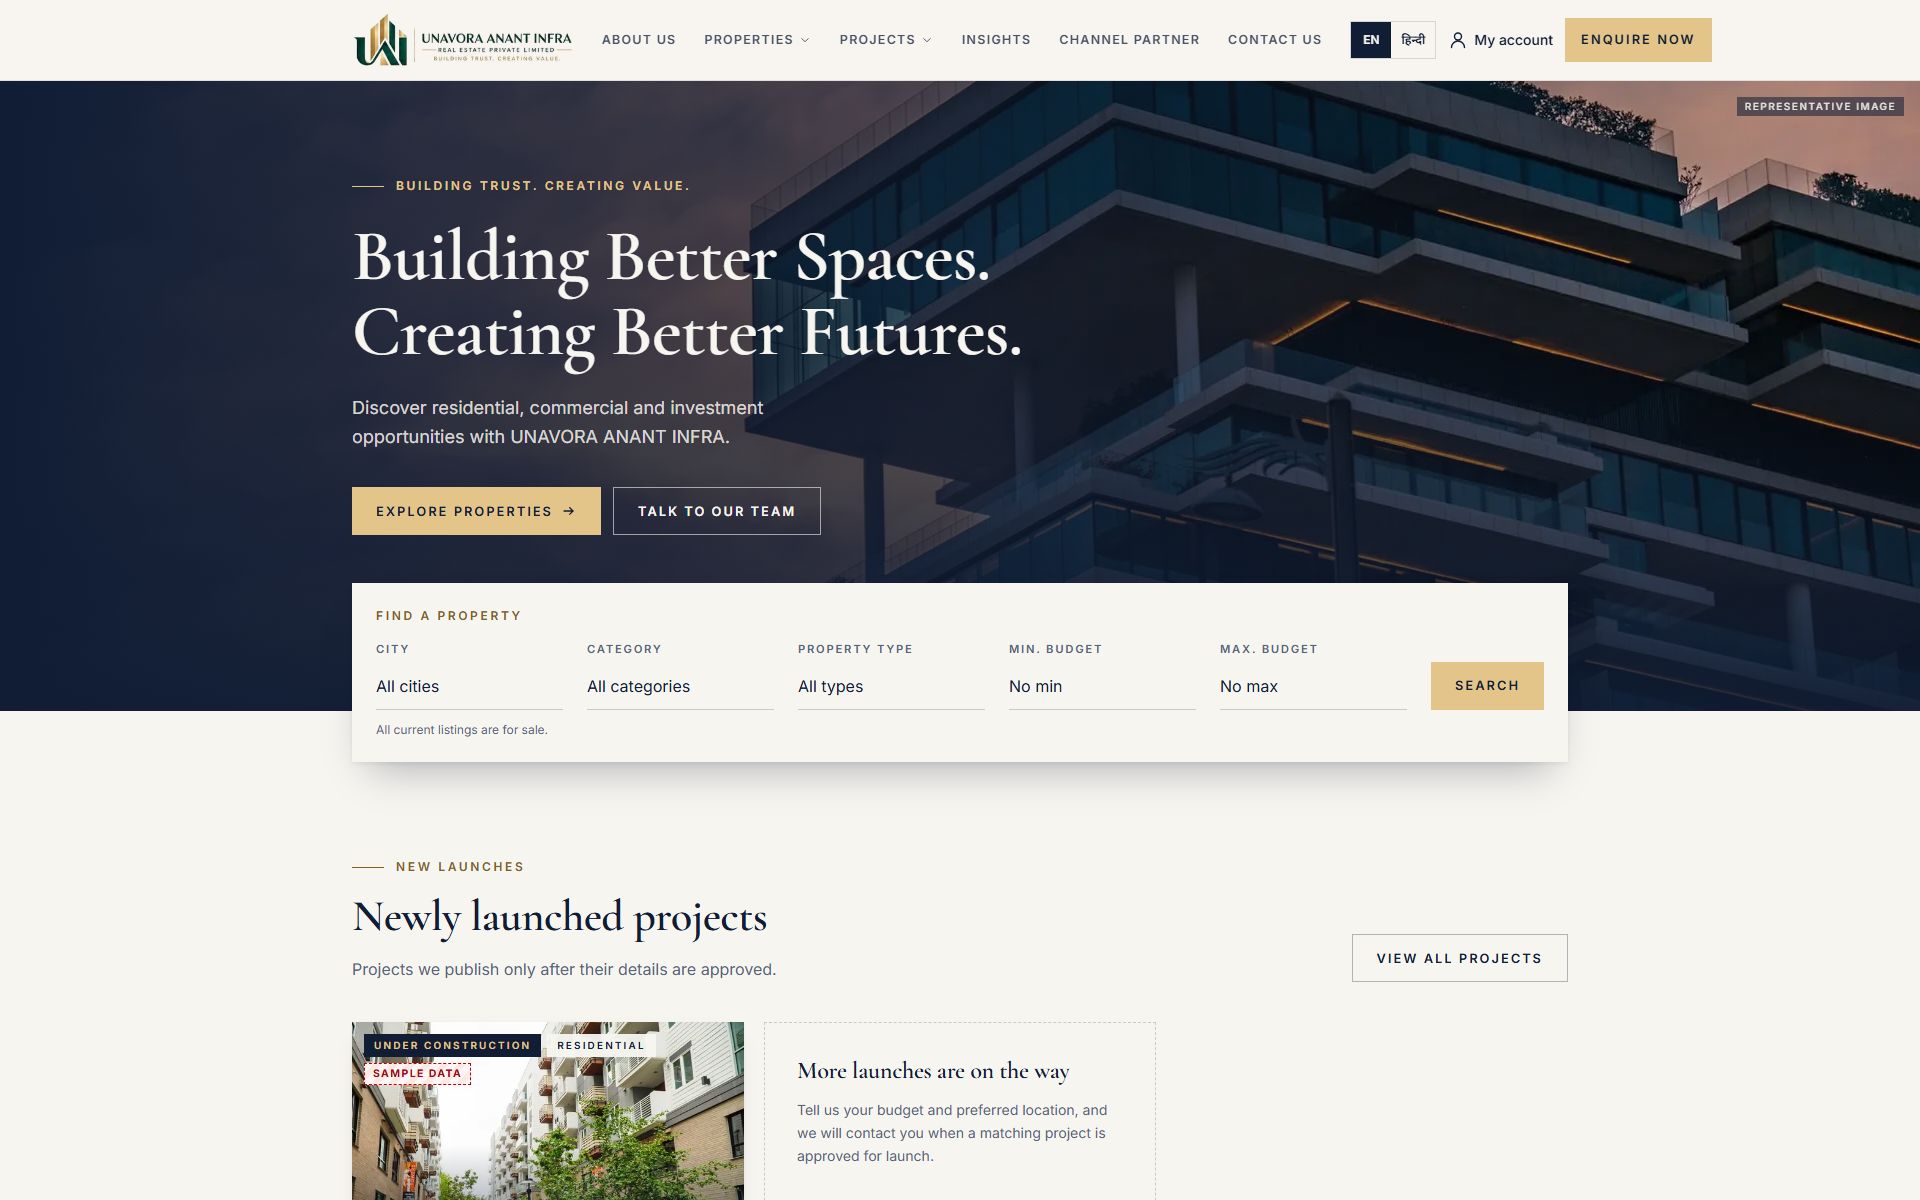 UNAVORA ANANT INFRA
REAL ESTATE PRIVATE LIMITED
BUILDING TRUST. CREATING VALUE.
ABOUT US
PROPERTIES
PROJECTS
INSIGHTS
CHANNEL PARTNER
CONTACT US
EN
हिन्दी
My account
ENQUIRE NOW
REPRESENTATIVE IMAGE
BUILDING TRUST. CREATING VALUE.
Building Better Spaces.
Creating Better Futures.
Discover residential, commercial and investment
opportunities with UNAVORA ANANT INFRA.
EXPLORE PROPERTIES →
TALK TO OUR TEAM
FIND A PROPERTY
CITY
CATEGORY
PROPERTY TYPE
MIN. BUDGET
MAX. BUDGET
All cities
All categories
All types
No min
No max
SEARCH
All current listings are for sale.
NEW LAUNCHES
Newly launched projects
Projects we publish only after their details are approved.
VIEW ALL PROJECTS
UNDER CONSTRUCTION
RESIDENTIAL
SAMPLE DATA
More launches are on the way
Tell us your budget and preferred location, and
we will contact you when a matching project is
approved for launch.